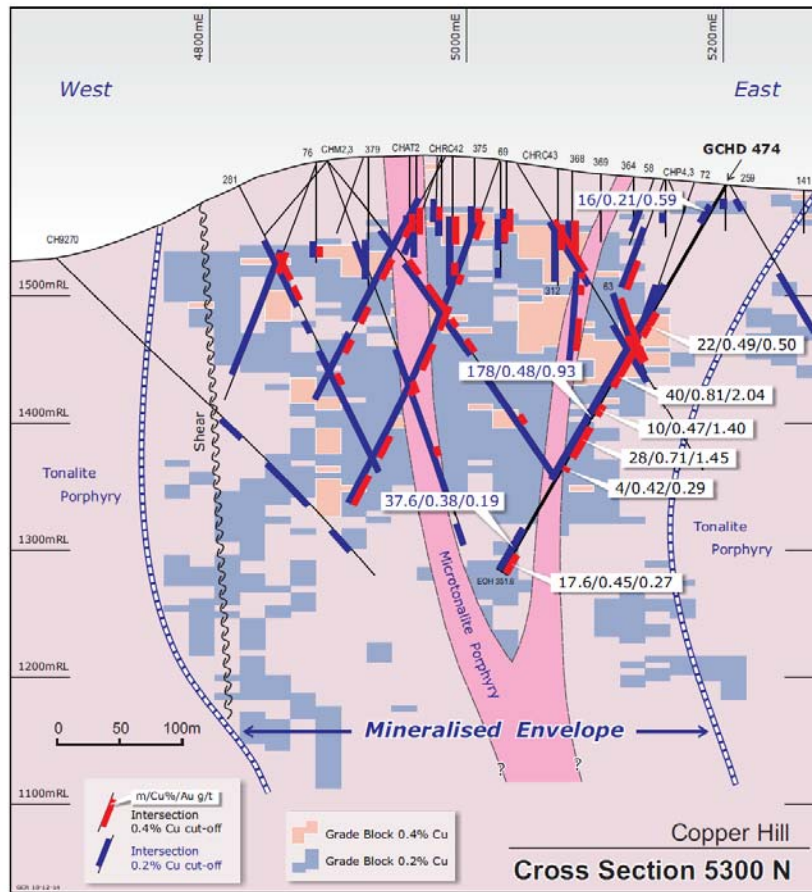 4800mE
5000mE
5200mE
West
East
GCHD 474
281
76
CHM2,3
379
CHAT2
CHRC42
375
69
CHRC43
368
369
364
58
CHP4,3
72
259
141
CH9270
16/0.21/0.59
1500mRL
312
63
22/0.49/0.50
178/0.48/0.93
40/0.81/2.04
1400mRL
10/0.47/1.40
Shear
28/0.71/1.45
Tonalite
Porphyry
4/0.42/0.29
37.6/0.38/0.19
Tonalite
Porphyry
1300mRL
Microtonalite Porphyry
EOH 351.6
17.6/0.45/0.27
1200mRL
0 50 100m
Mineralised Envelope
? ?
1100mRL
m/Cu%/Au g/t
Intersection
0.4% Cu cut-off
Intersection
0.2% Cu cut-off
Grade Block 0.4% Cu
Grade Block 0.2% Cu
Copper Hill
Cross Section 5300 N